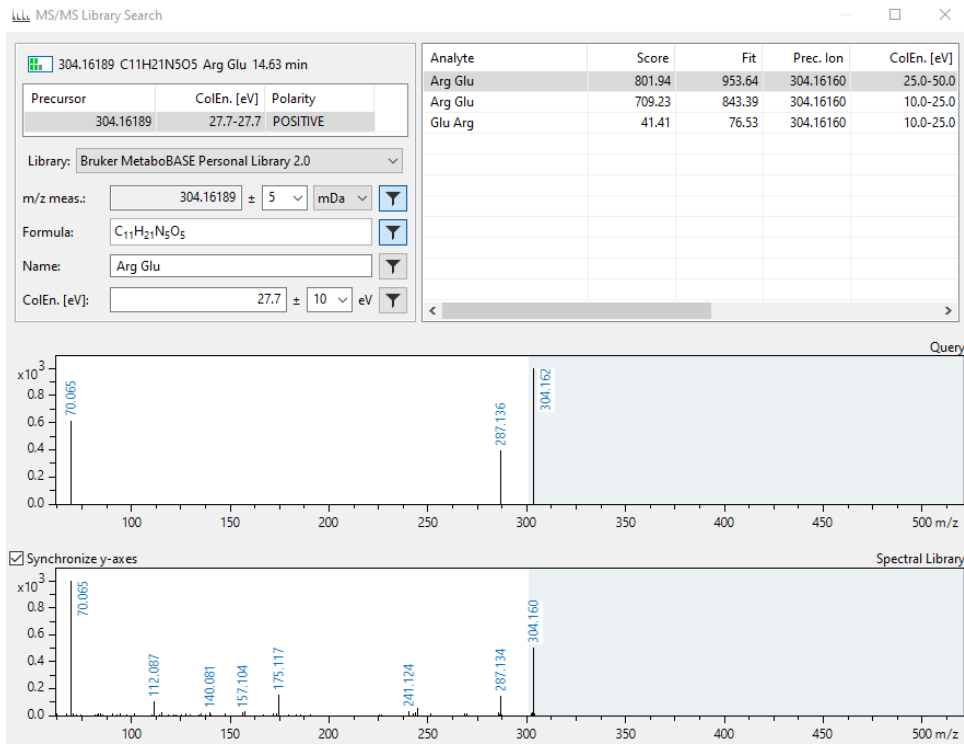 MS/MS Library Search
304.16189 C11H21N5O5 Arg Glu 14.63 min
Precursor ColEn. [eV] Polarity
304.16189 27.7-27.7 POSITIVE
Library: Bruker MetaboBASE Personal Library 2.0
m/z meas.: 304.16189 ± 5 mDa
Formula: C₁₁H₂₁N₅O₅
Name: Arg Glu
ColEn. [eV]: 27.7 ± 10 eV
Analyte Score Fit Prec. Ion ColEn. [eV]
Arg Glu 801.94 953.64 304.16160 25.0-50.0
Arg Glu 709.23 843.39 304.16160 10.0-25.0
Glu Arg 41.41 76.53 304.16160 10.0-25.0
Query
x10³
0.8
0.6
0.4
0.2
0.0
70.065
287.136
304.162
100 150 200 250 300 350 400 450 500 m/z
Synchronize y-axes Spectral Library
x10³
0.8
0.6
0.4
0.2
0.0
70.065
112.087
140.081
157.104
175.117
241.124
287.134
304.160
100 150 200 250 300 350 400 450 500 m/z